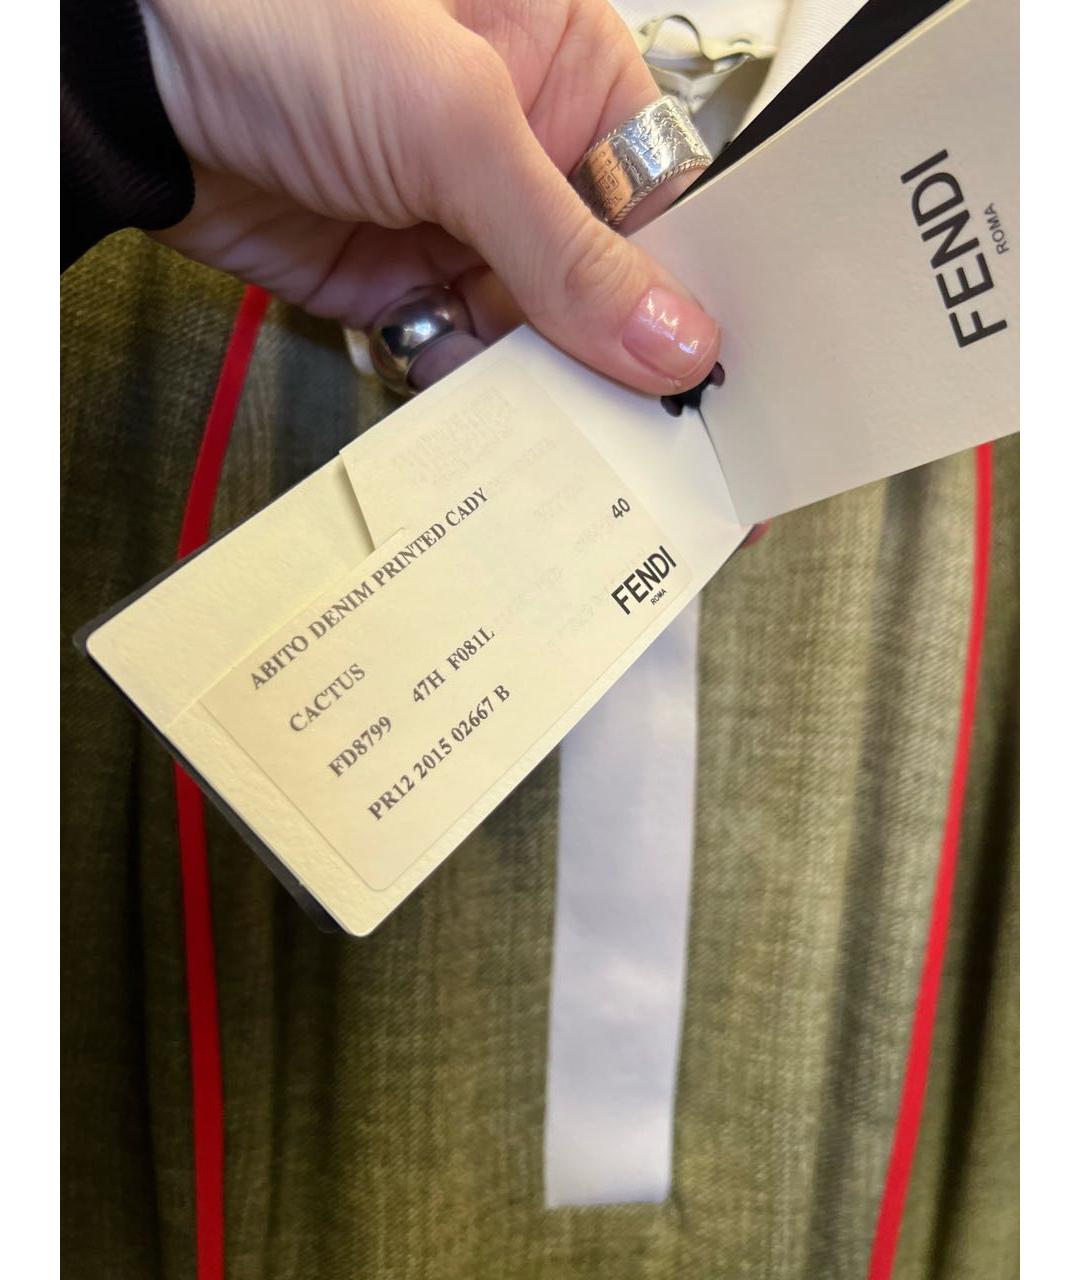 FENDI
ROMA
ABITO DENIM PRINTED CADY
CACTUS
FD8799 47H F081L
PR12 2015 02667 B
40
FENDI
ROMA